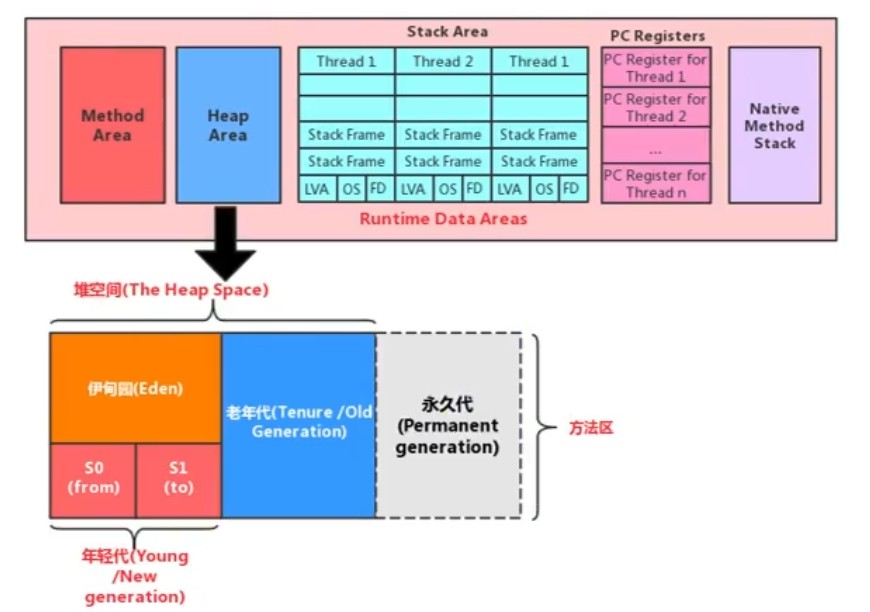 Stack Area
PC Registers
Method
Area
Heap
Area
Thread 1
Thread 2
Thread 1
Stack Frame
Stack Frame
Stack Frame
Stack Frame
Stack Frame
Stack Frame
LVA
OS
FD
LVA
OS
FD
LVA
OS
FD
PC Register for
Thread 1
PC Register for
Thread 2
...
PC Register for
Thread n
Native
Method
Stack
Runtime Data Areas
堆空间(The Heap Space)
伊甸园(Eden)
S0
(from)
S1
(to)
老年代(Tenure /Old
Generation)
永久代
(Permanent
generation)
方法区
年轻代(Young
/New
generation)